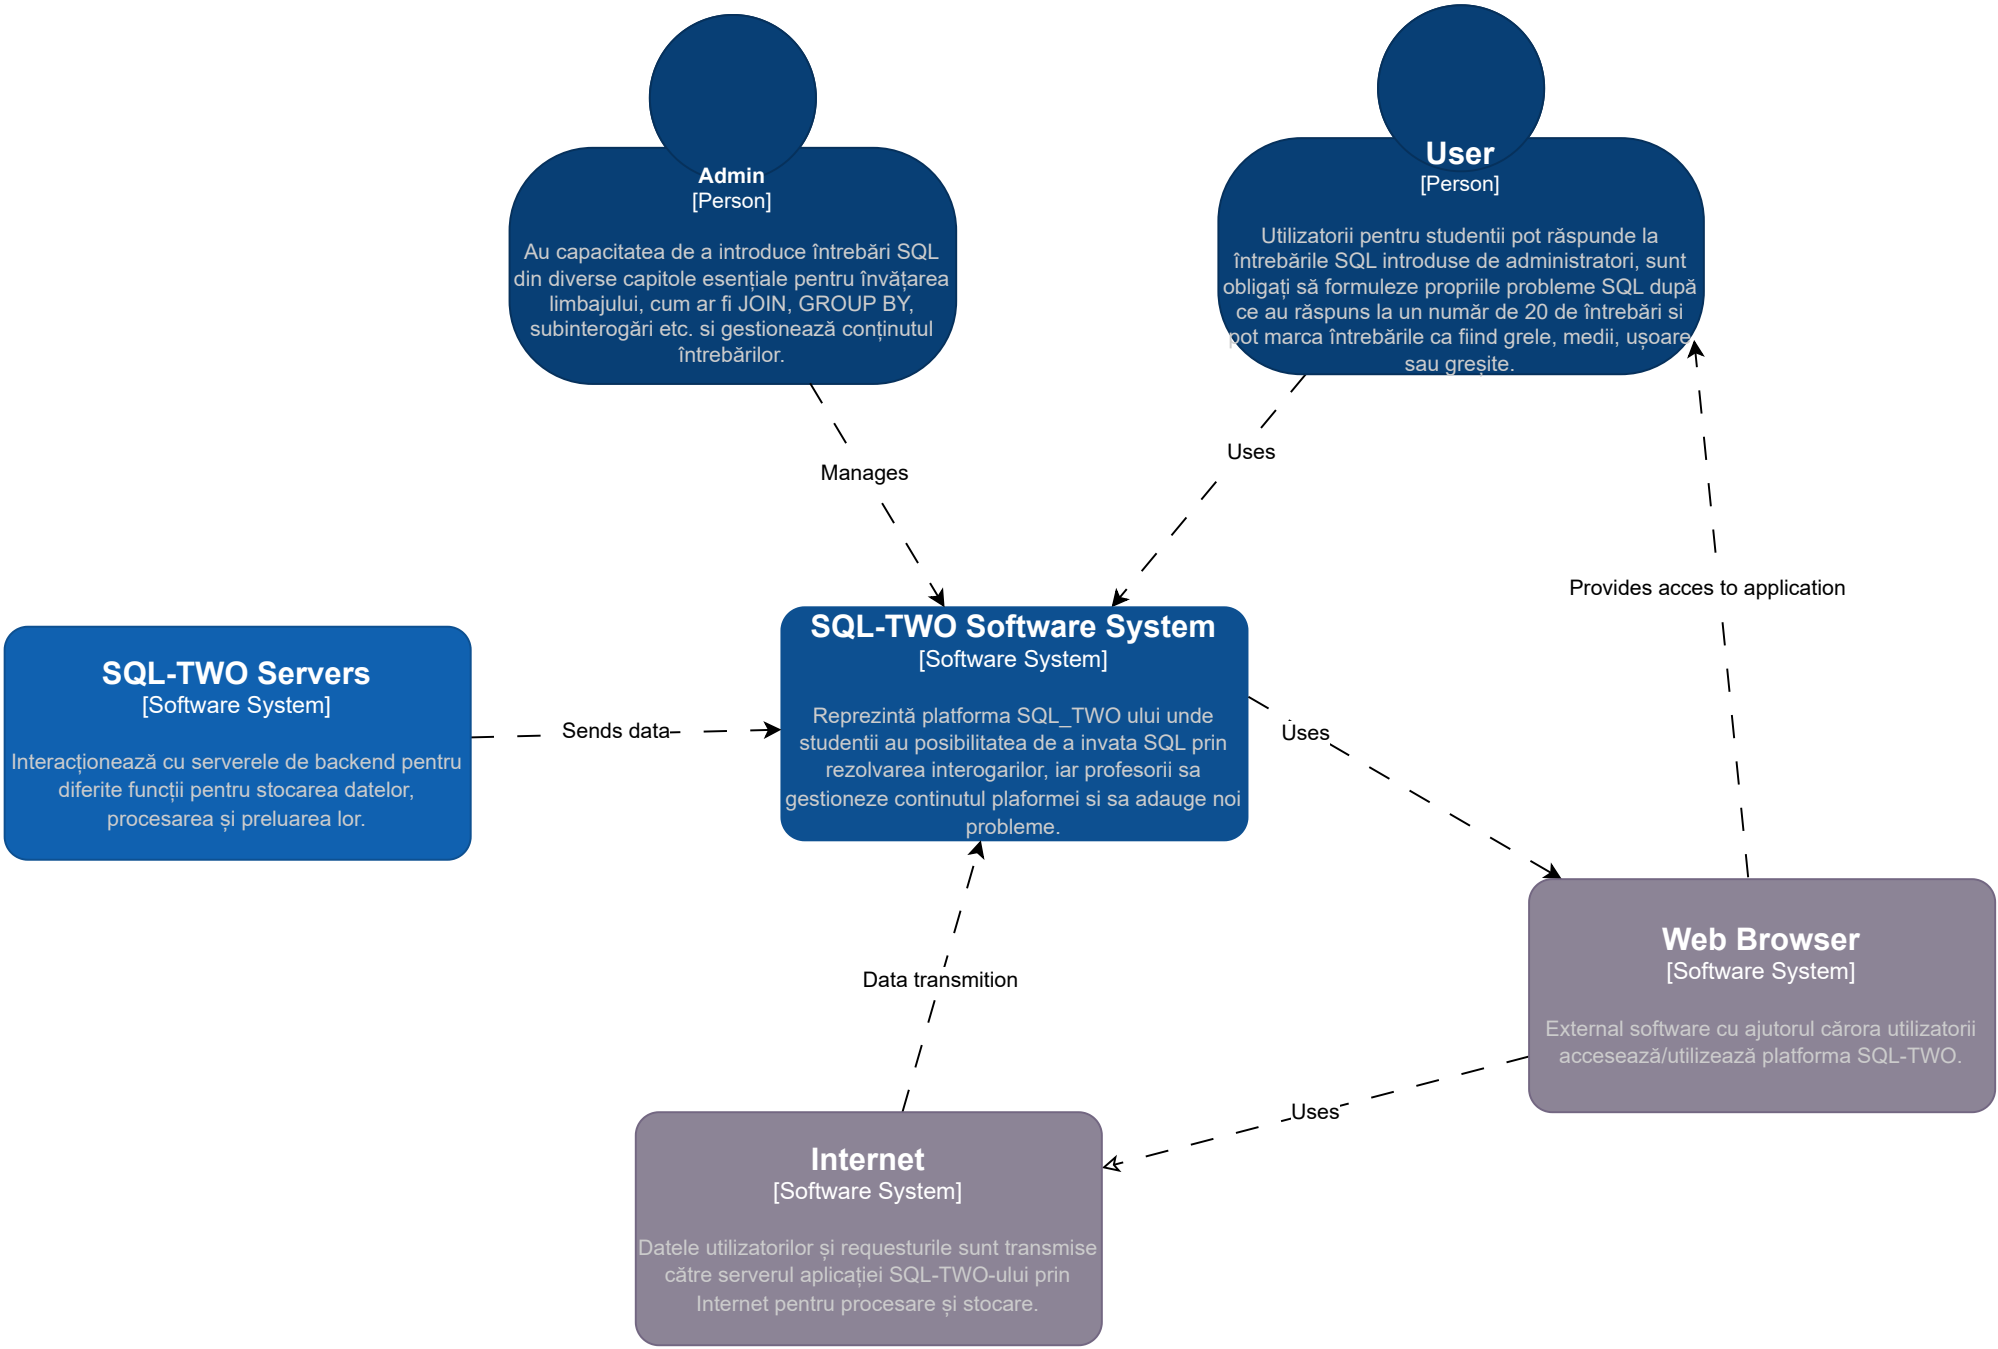 Admin
[Person]
Au capacitatea de a introduce întrebări SQL
din diverse capitole esențiale pentru învățarea
limbajului, cum ar fi JOIN, GROUP BY,
subinterogări etc. si gestionează conținutul
întrebărilor.
User
[Person]
Utilizatorii pentru studentii pot răspunde la
întrebările SQL introduse de administratori, sunt
obligați să formuleze propriile probleme SQL după
ce au răspuns la un număr de 20 de întrebări si
pot marca întrebările ca fiind grele, medii, ușoare
sau greșite.
Manages
Uses
Provides acces to application
SQL-TWO Servers
[Software System]
Interacționează cu serverele de backend pentru
diferite funcții pentru stocarea datelor,
procesarea și preluarea lor.
Sends data
SQL-TWO Software System
[Software System]
Reprezintă platforma SQL_TWO ului unde
studentii au posibilitatea de a invata SQL prin
rezolvarea interogarilor, iar profesorii sa
gestioneze continutul plaformei si sa adauge noi
probleme.
Uses
Web Browser
[Software System]
External software cu ajutorul cărora utilizatorii
accesează/utilizează platforma SQL-TWO.
Data transmition
Uses
Internet
[Software System]
Datele utilizatorilor și requesturile sunt transmise
către serverul aplicației SQL-TWO-ului prin
Internet pentru procesare și stocare.